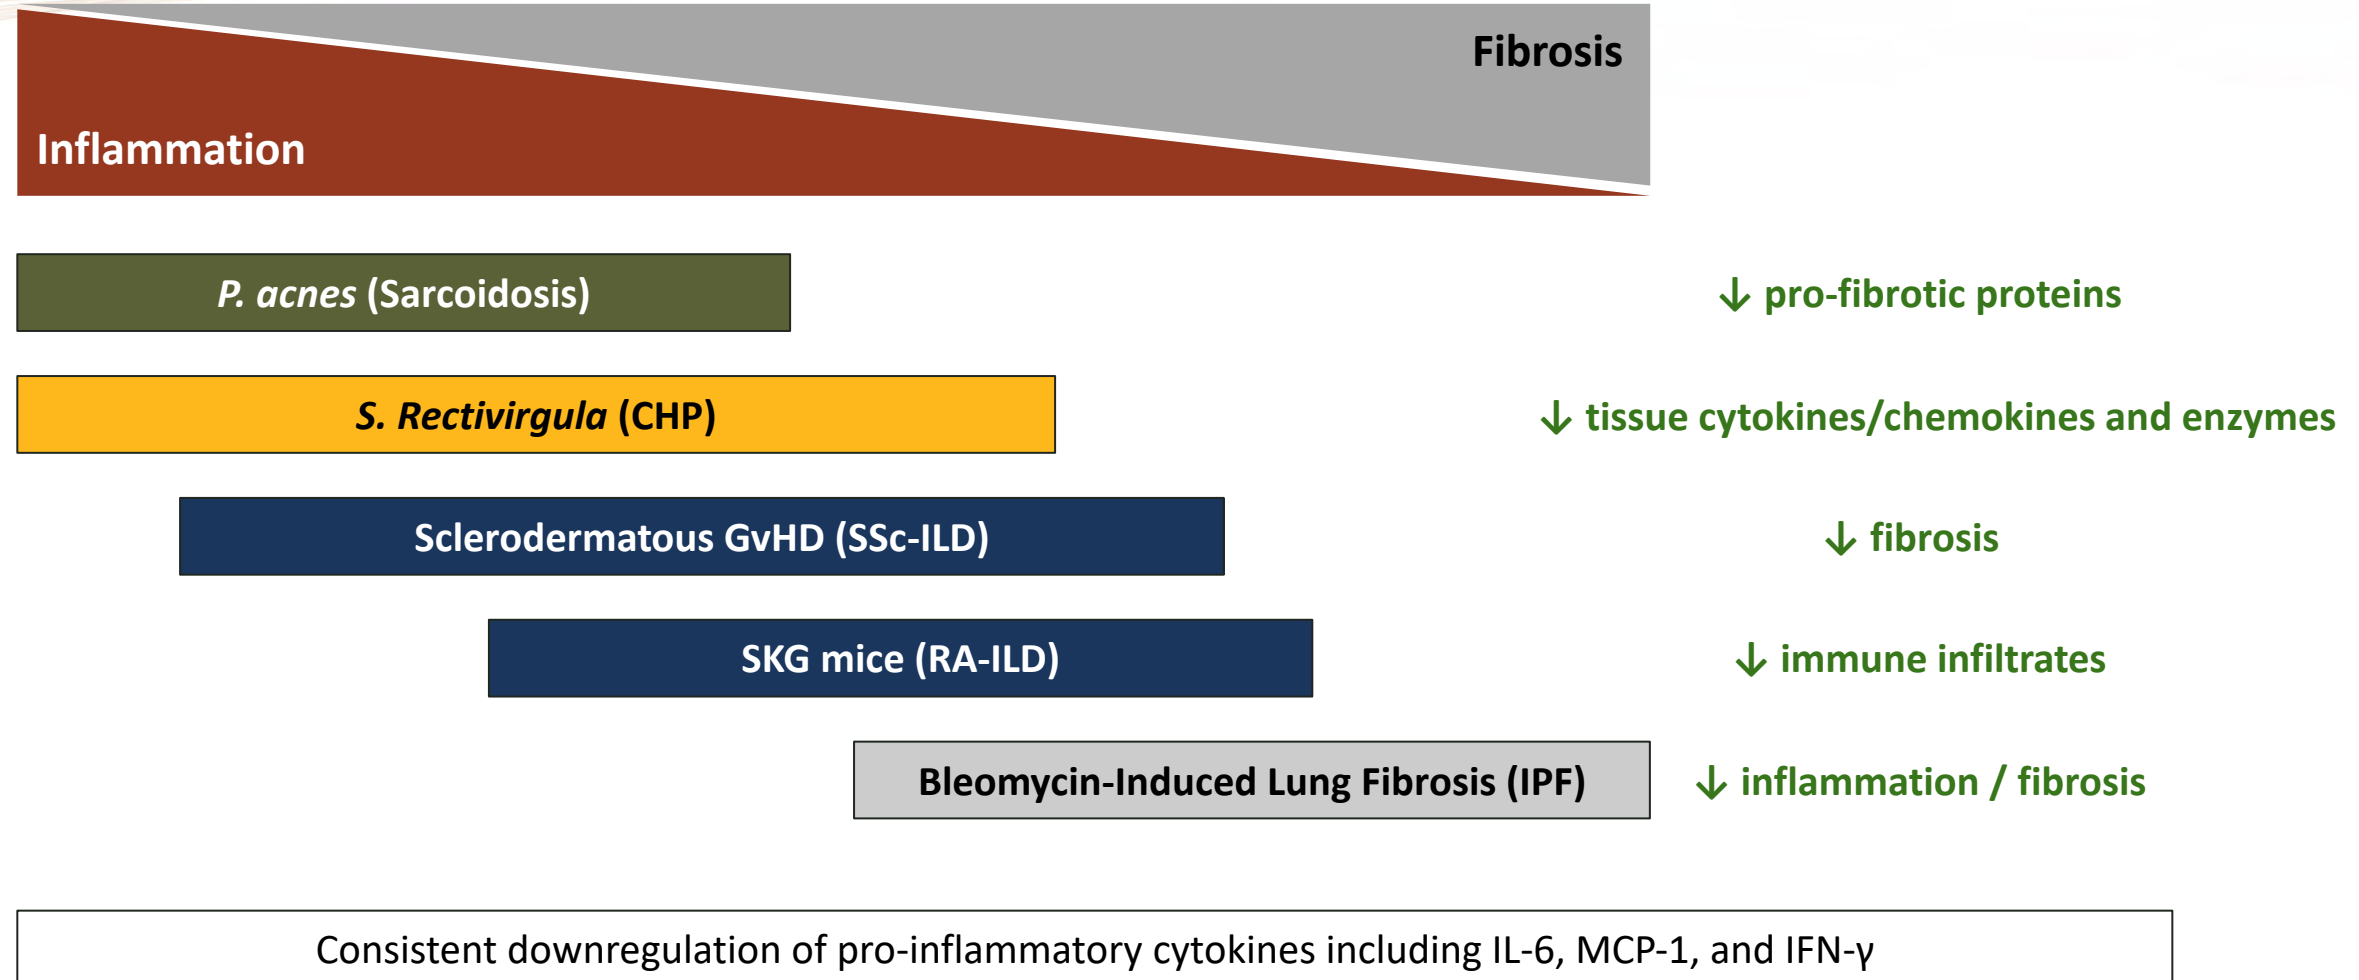 Fibrosis
Inflammation
P. acnes (Sarcoidosis)
↓ pro-fibrotic proteins
S. Rectivirgula (CHP)
↓ tissue cytokines/chemokines and enzymes
Sclerodermatous GvHD (SSc-ILD)
↓ fibrosis
SKG mice (RA-ILD)
↓ immune infiltrates
Bleomycin-Induced Lung Fibrosis (IPF)
↓ inflammation / fibrosis
Consistent downregulation of pro-inflammatory cytokines including IL-6, MCP-1, and IFN-γ